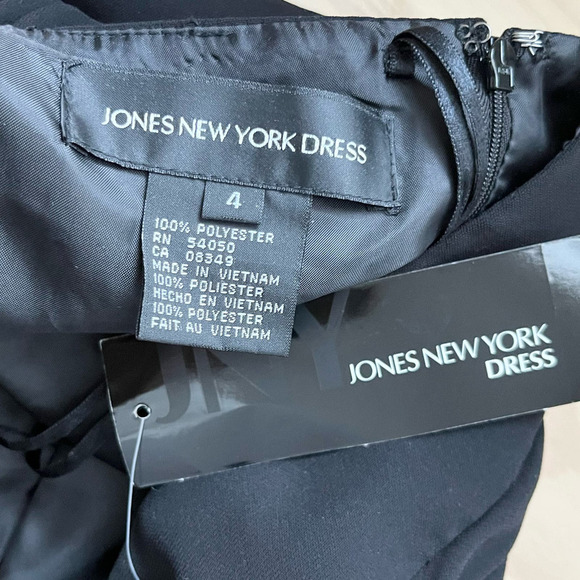 JONES NEW YORK DRESS
4
100% POLYESTER
RN 54050
CA 08349
MADE IN VIETNAM
100% POLIESTER
HECHO EN VIETNAM
100% POLYESTER
FAIT AU VIETNAM
JNY
JONES NEW YORK
DRESS